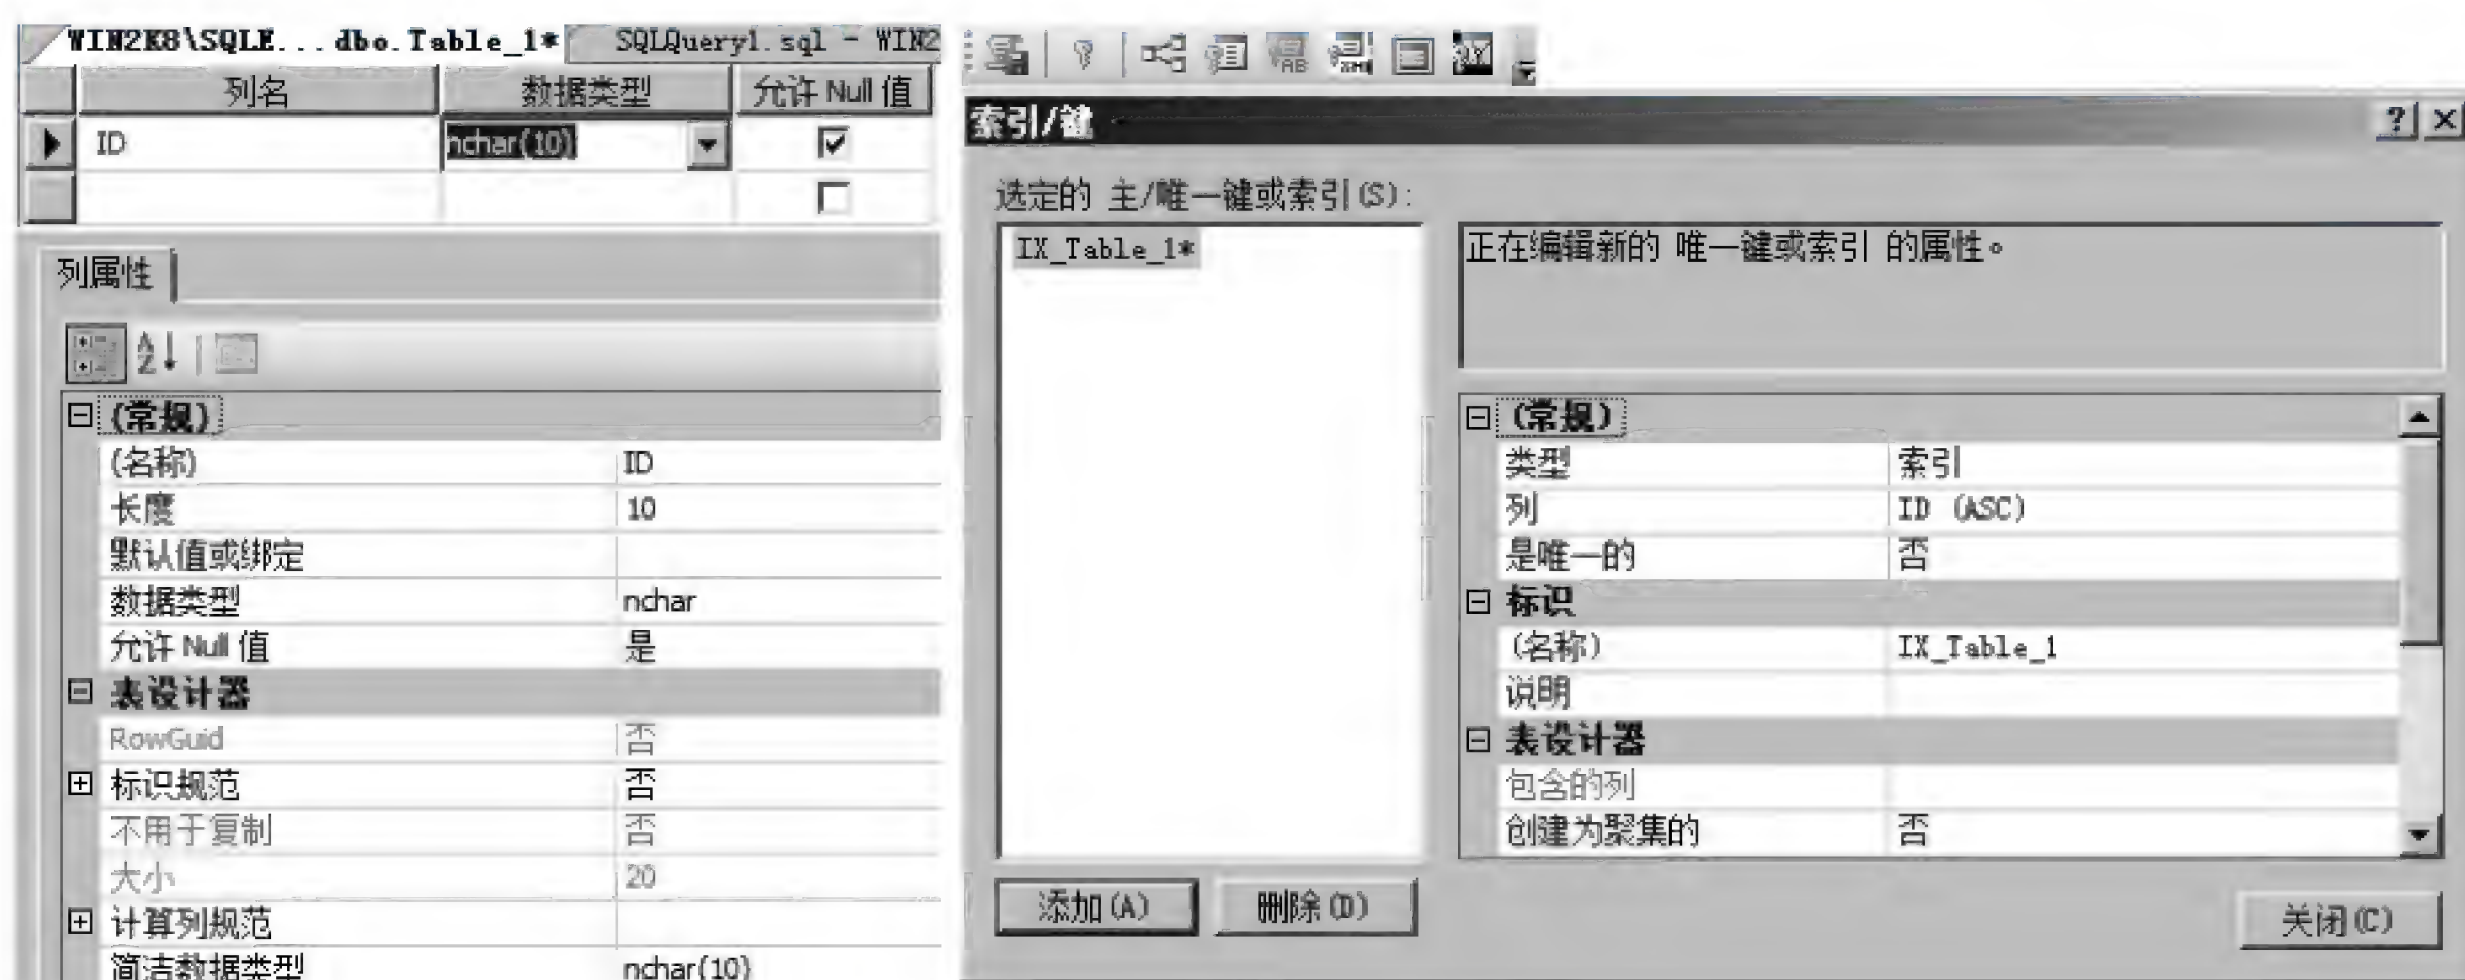 WIN2K8\SQLE...dbo.Table_1* SQLQuery1.sql - WIN2
列名 数据类型 允许 Null 值
ID nchar(10)
列属性
(常规)
(名称) ID
长度 10
默认值或绑定
数据类型 nchar
允许 Null 值 是
表设计器
RowGuid 否
标识规范 否
不用于复制 否
大小 20
计算列规范
简洁数据类型 nchar(10)
索引/键
选定的 主/唯一键或索引(S):
IX_Table_1*
正在编辑新的 唯一键或索引 的属性。
(常规)
类型 索引
列 ID (ASC)
是唯一的 否
标识
(名称) IX_Table_1
说明
表设计器
包含的列
创建为聚集的 否
添加(A) 删除(D)
关闭(C)